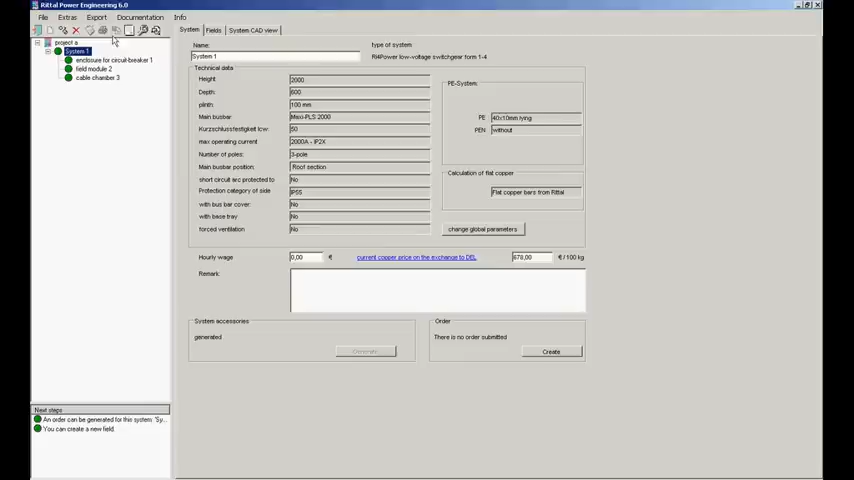 Rittal Power Engineering 6.0
File Extras Export Documentation Info
project a
System 1
enclosure for circuit-breaker 1
field module 2
cable chamber 3
System Fields System CAD view
Name: type of system
System 1 Ri4Power low-voltage switchgear form 1-4
Technical data
Height: 2000
Depth: 600
plinth: 100 mm
Main busbar: Maxi-PLS 2000
Kurzschlussfestigkeit Icw: 50
max operating current 2000A - IP2X
Number of poles: 3-pole
Main busbar position: Roof section
short circuit arc protected to No
Protection category of side IP55
with bus bar cover: No
with base tray No
forced ventilation No
PE-System
PE : 40x10mm lying
PEN : without
Calculation of flat copper
Flat copper bars from Rittal
change global parameters
Hourly wage 0,00 € current copper price on the exchange to DEL 678,00 € / 100 kg
Remark:
System accessories
generated
Generate
Order
There is no order submitted
Create
Next steps
An order can be generated for this system: 'Sy...
You can create a new field.